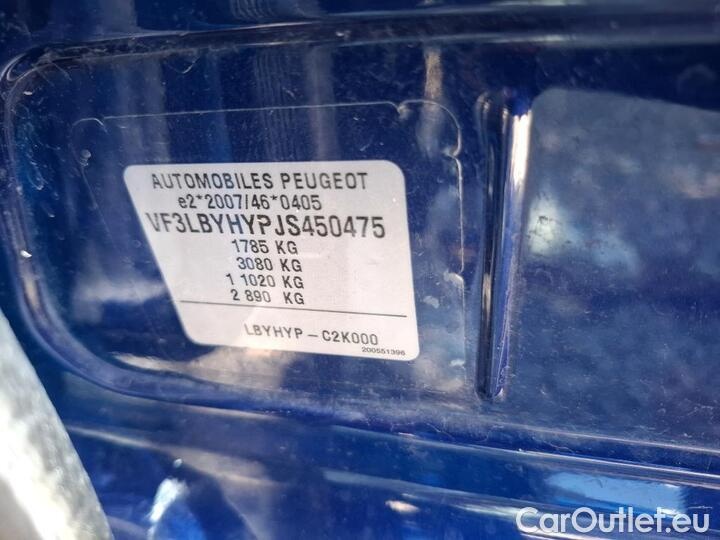 AUTOMOBILES PEUGEOT
e2*2007/46*0405
VF3LBYHYPJS450475
1785 KG
3080 KG
1 1020 KG
2 890 KG
LBYHYP-C2K000
200551396
CarOutlet.eu